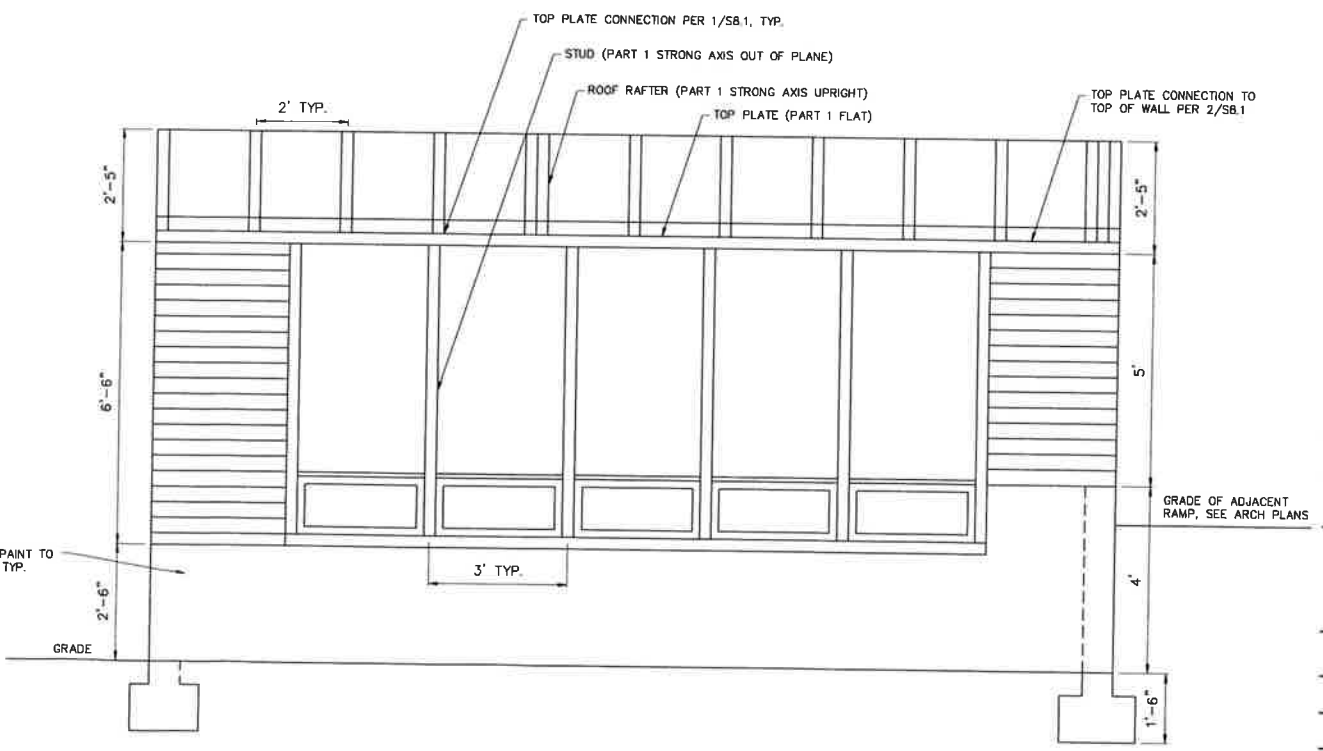 TOP PLATE CONNECTION PER 1/S8.1, TYP.
STUD (PART 1 STRONG AXIS OUT OF PLANE)
ROOF RAFTER (PART 1 STRONG AXIS UPRIGHT)
TOP PLATE (PART 1 FLAT)
TOP PLATE CONNECTION TO
TOP OF WALL PER 2/S8.1
2' TYP.
2'-5"
2'-5"
6'-6"
5'
GRADE OF ADJACENT
RAMP, SEE ARCH PLANS
PAINT TO
TYP.
3' TYP.
2'-6"
4'
GRADE
1'-6"